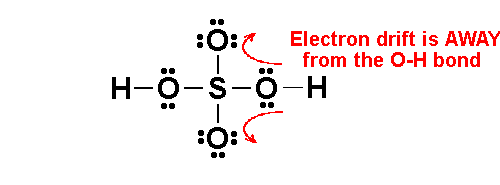 O
Electron drift is AWAY
from the O-H bond
H O S O H
O